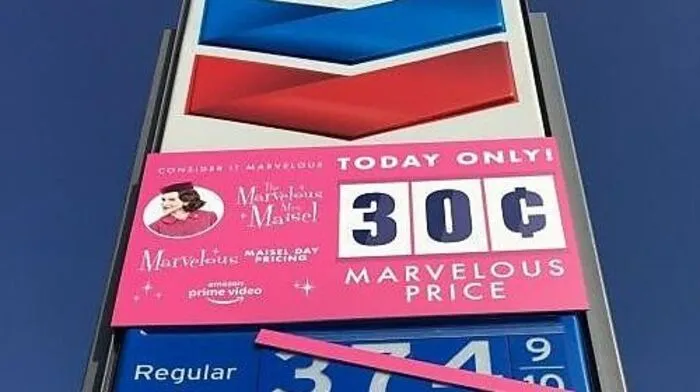 CONSIDER IT MARVELOUS
The
Marvelous
Mrs.
Maisel
Marvelous MAISEL DAY
PRICING
amazon
prime video
TODAY ONLY!
30¢
MARVELOUS
PRICE
Regular 374 9
10